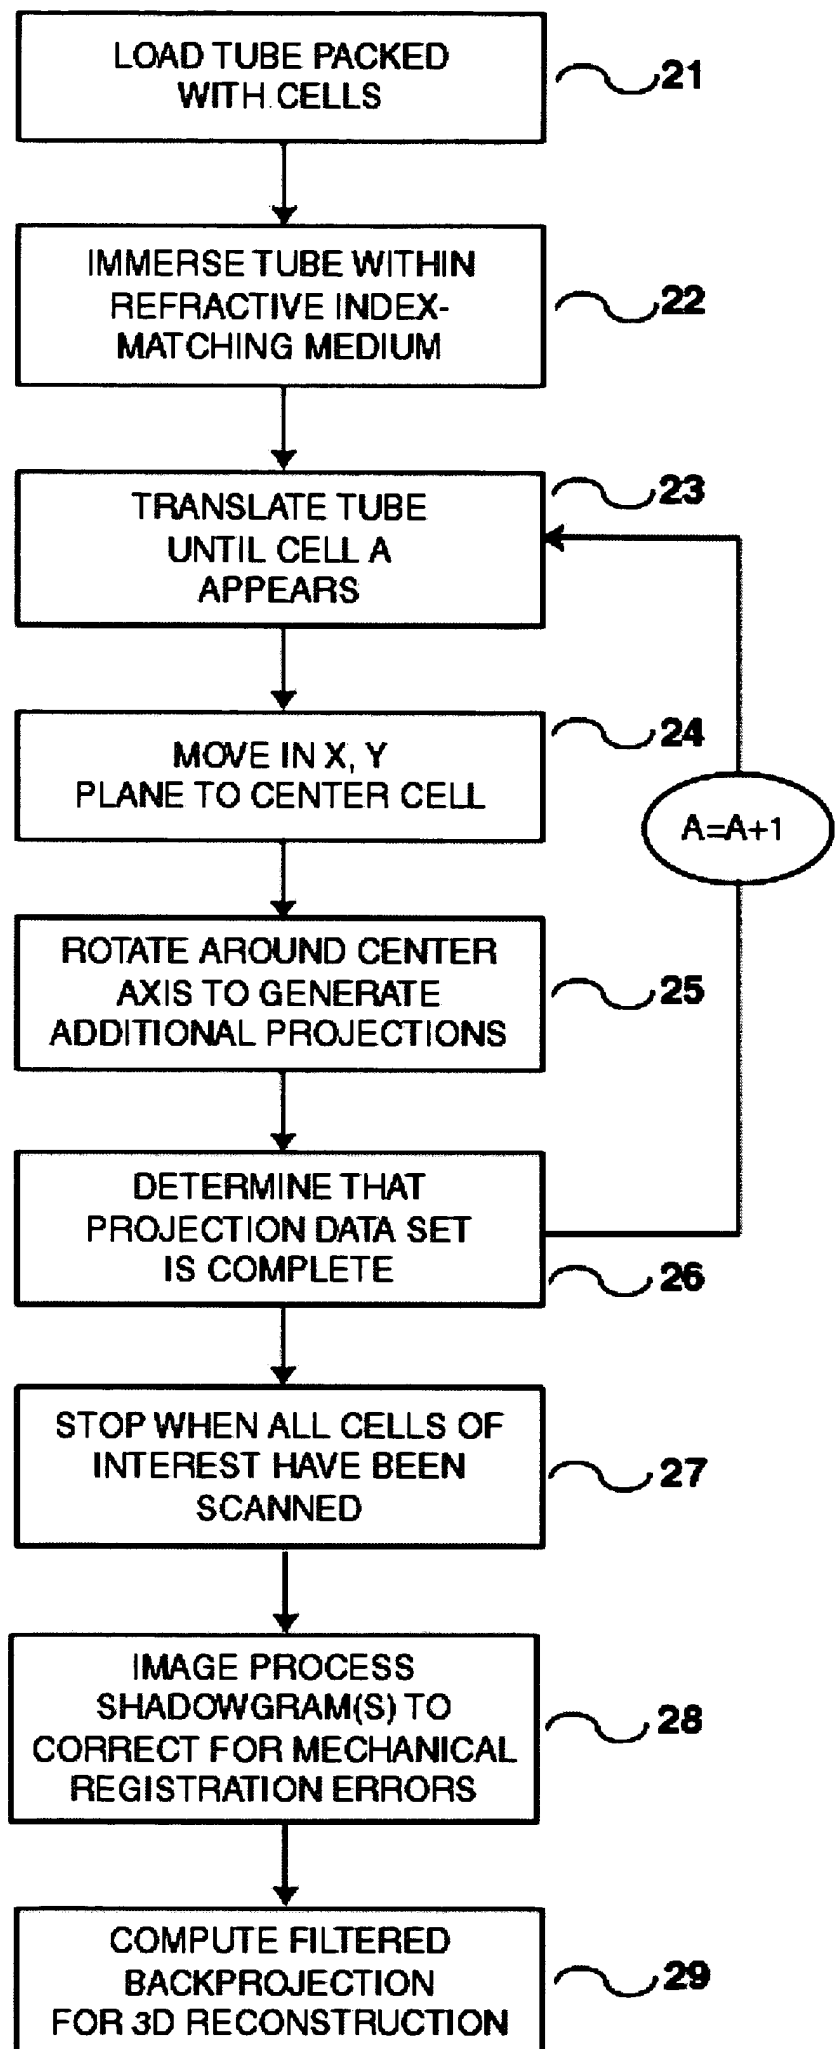 LOAD TUBE PACKED
WITH CELLS
21
IMMERSE TUBE WITHIN
REFRACTIVE INDEX-
MATCHING MEDIUM
22
TRANSLATE TUBE
UNTIL CELL A
APPEARS
23
MOVE IN X, Y
PLANE TO CENTER CELL
24
A=A+1
ROTATE AROUND CENTER
AXIS TO GENERATE
ADDITIONAL PROJECTIONS
25
DETERMINE THAT
PROJECTION DATA SET
IS COMPLETE
26
STOP WHEN ALL CELLS OF
INTEREST HAVE BEEN
SCANNED
27
IMAGE PROCESS
SHADOWGRAM(S) TO
CORRECT FOR MECHANICAL
REGISTRATION ERRORS
28
COMPUTE FILTERED
BACKPROJECTION
FOR 3D RECONSTRUCTION
29